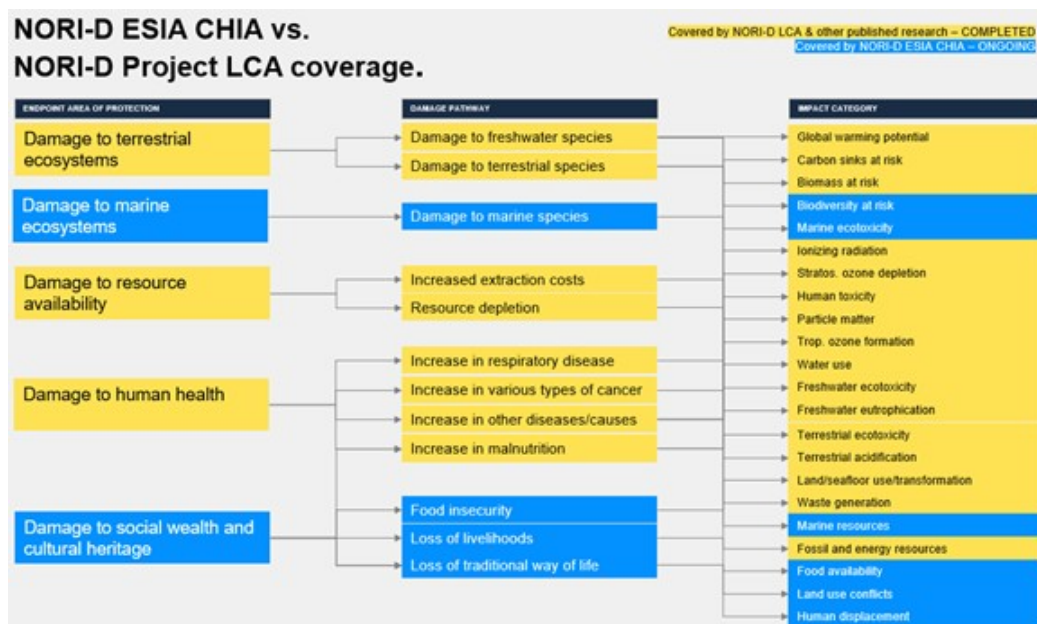 NORI-D ESIA CHIA vs.
NORI-D Project LCA coverage.
Covered by NORI-D LCA & other published research – COMPLETED
Covered by NORI-D ESIA CHIA – ONGOING
ENDPOINT AREA OF PROTECTION
Damage to terrestrial
ecosystems
Damage to marine
ecosystems
Damage to resource
availability
Damage to human health
Damage to social wealth and
cultural heritage
DAMAGE PATHWAY
Damage to freshwater species
Damage to terrestrial species
Damage to marine species
Increased extraction costs
Resource depletion
Increase in respiratory disease
Increase in various types of cancer
Increase in other diseases/causes
Increase in malnutrition
Food insecurity
Loss of livelihoods
Loss of traditional way of life
IMPACT CATEGORY
Global warming potential
Carbon sinks at risk
Biomass at risk
Biodiversity at risk
Marine ecotoxicity
Ionizing radiation
Stratos. ozone depletion
Human toxicity
Particle matter
Trop. ozone formation
Water use
Freshwater ecotoxicity
Freshwater eutrophication
Terrestrial ecotoxicity
Terrestrial acidification
Land/seafloor use/transformation
Waste generation
Marine resources
Fossil and energy resources
Food availability
Land use conflicts
Human displacement